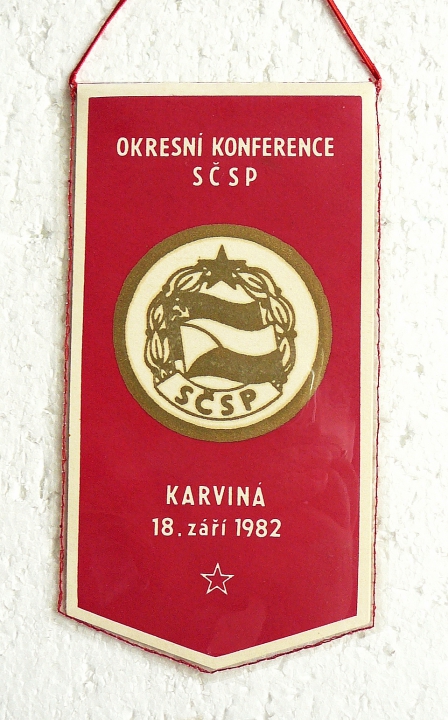 OKRESNÍ KONFERENCE
SČSP
SČSP
KARVINÁ
18. září 1982